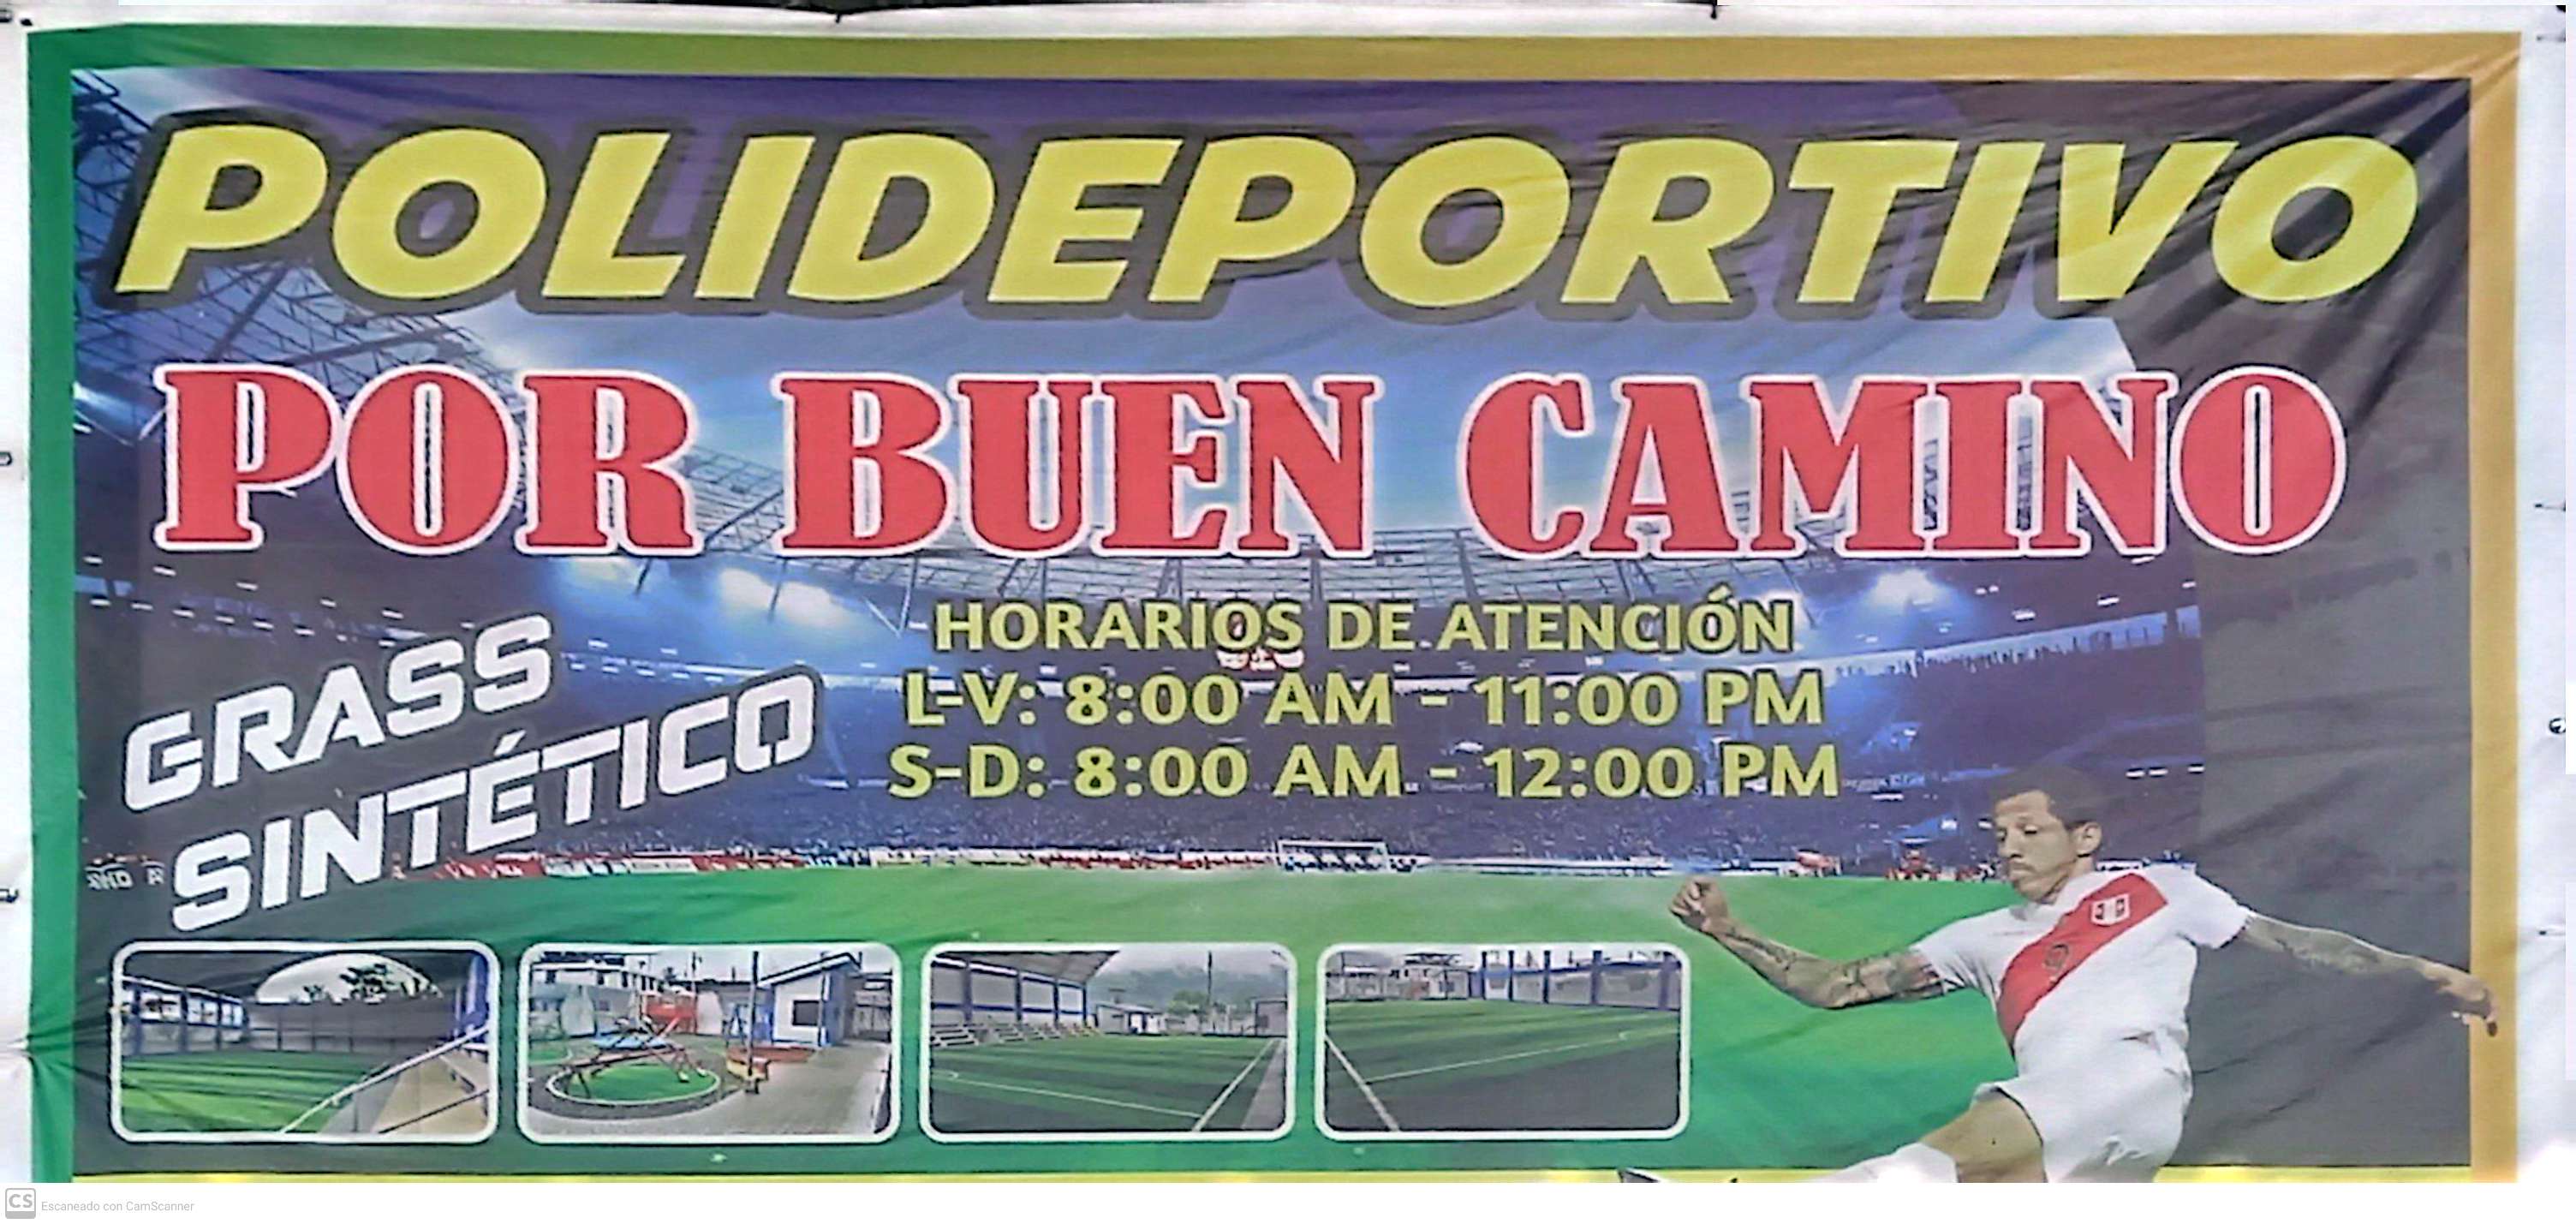 POLIDEPORTIVO
POR BUEN CAMINO
HORARIOS DE ATENCIÓN
L-V: 8:00 AM - 11:00 PM
S-D: 8:00 AM - 12:00 PM
GRASS
SINTÉTICO
CS Escaneado con CamScanner